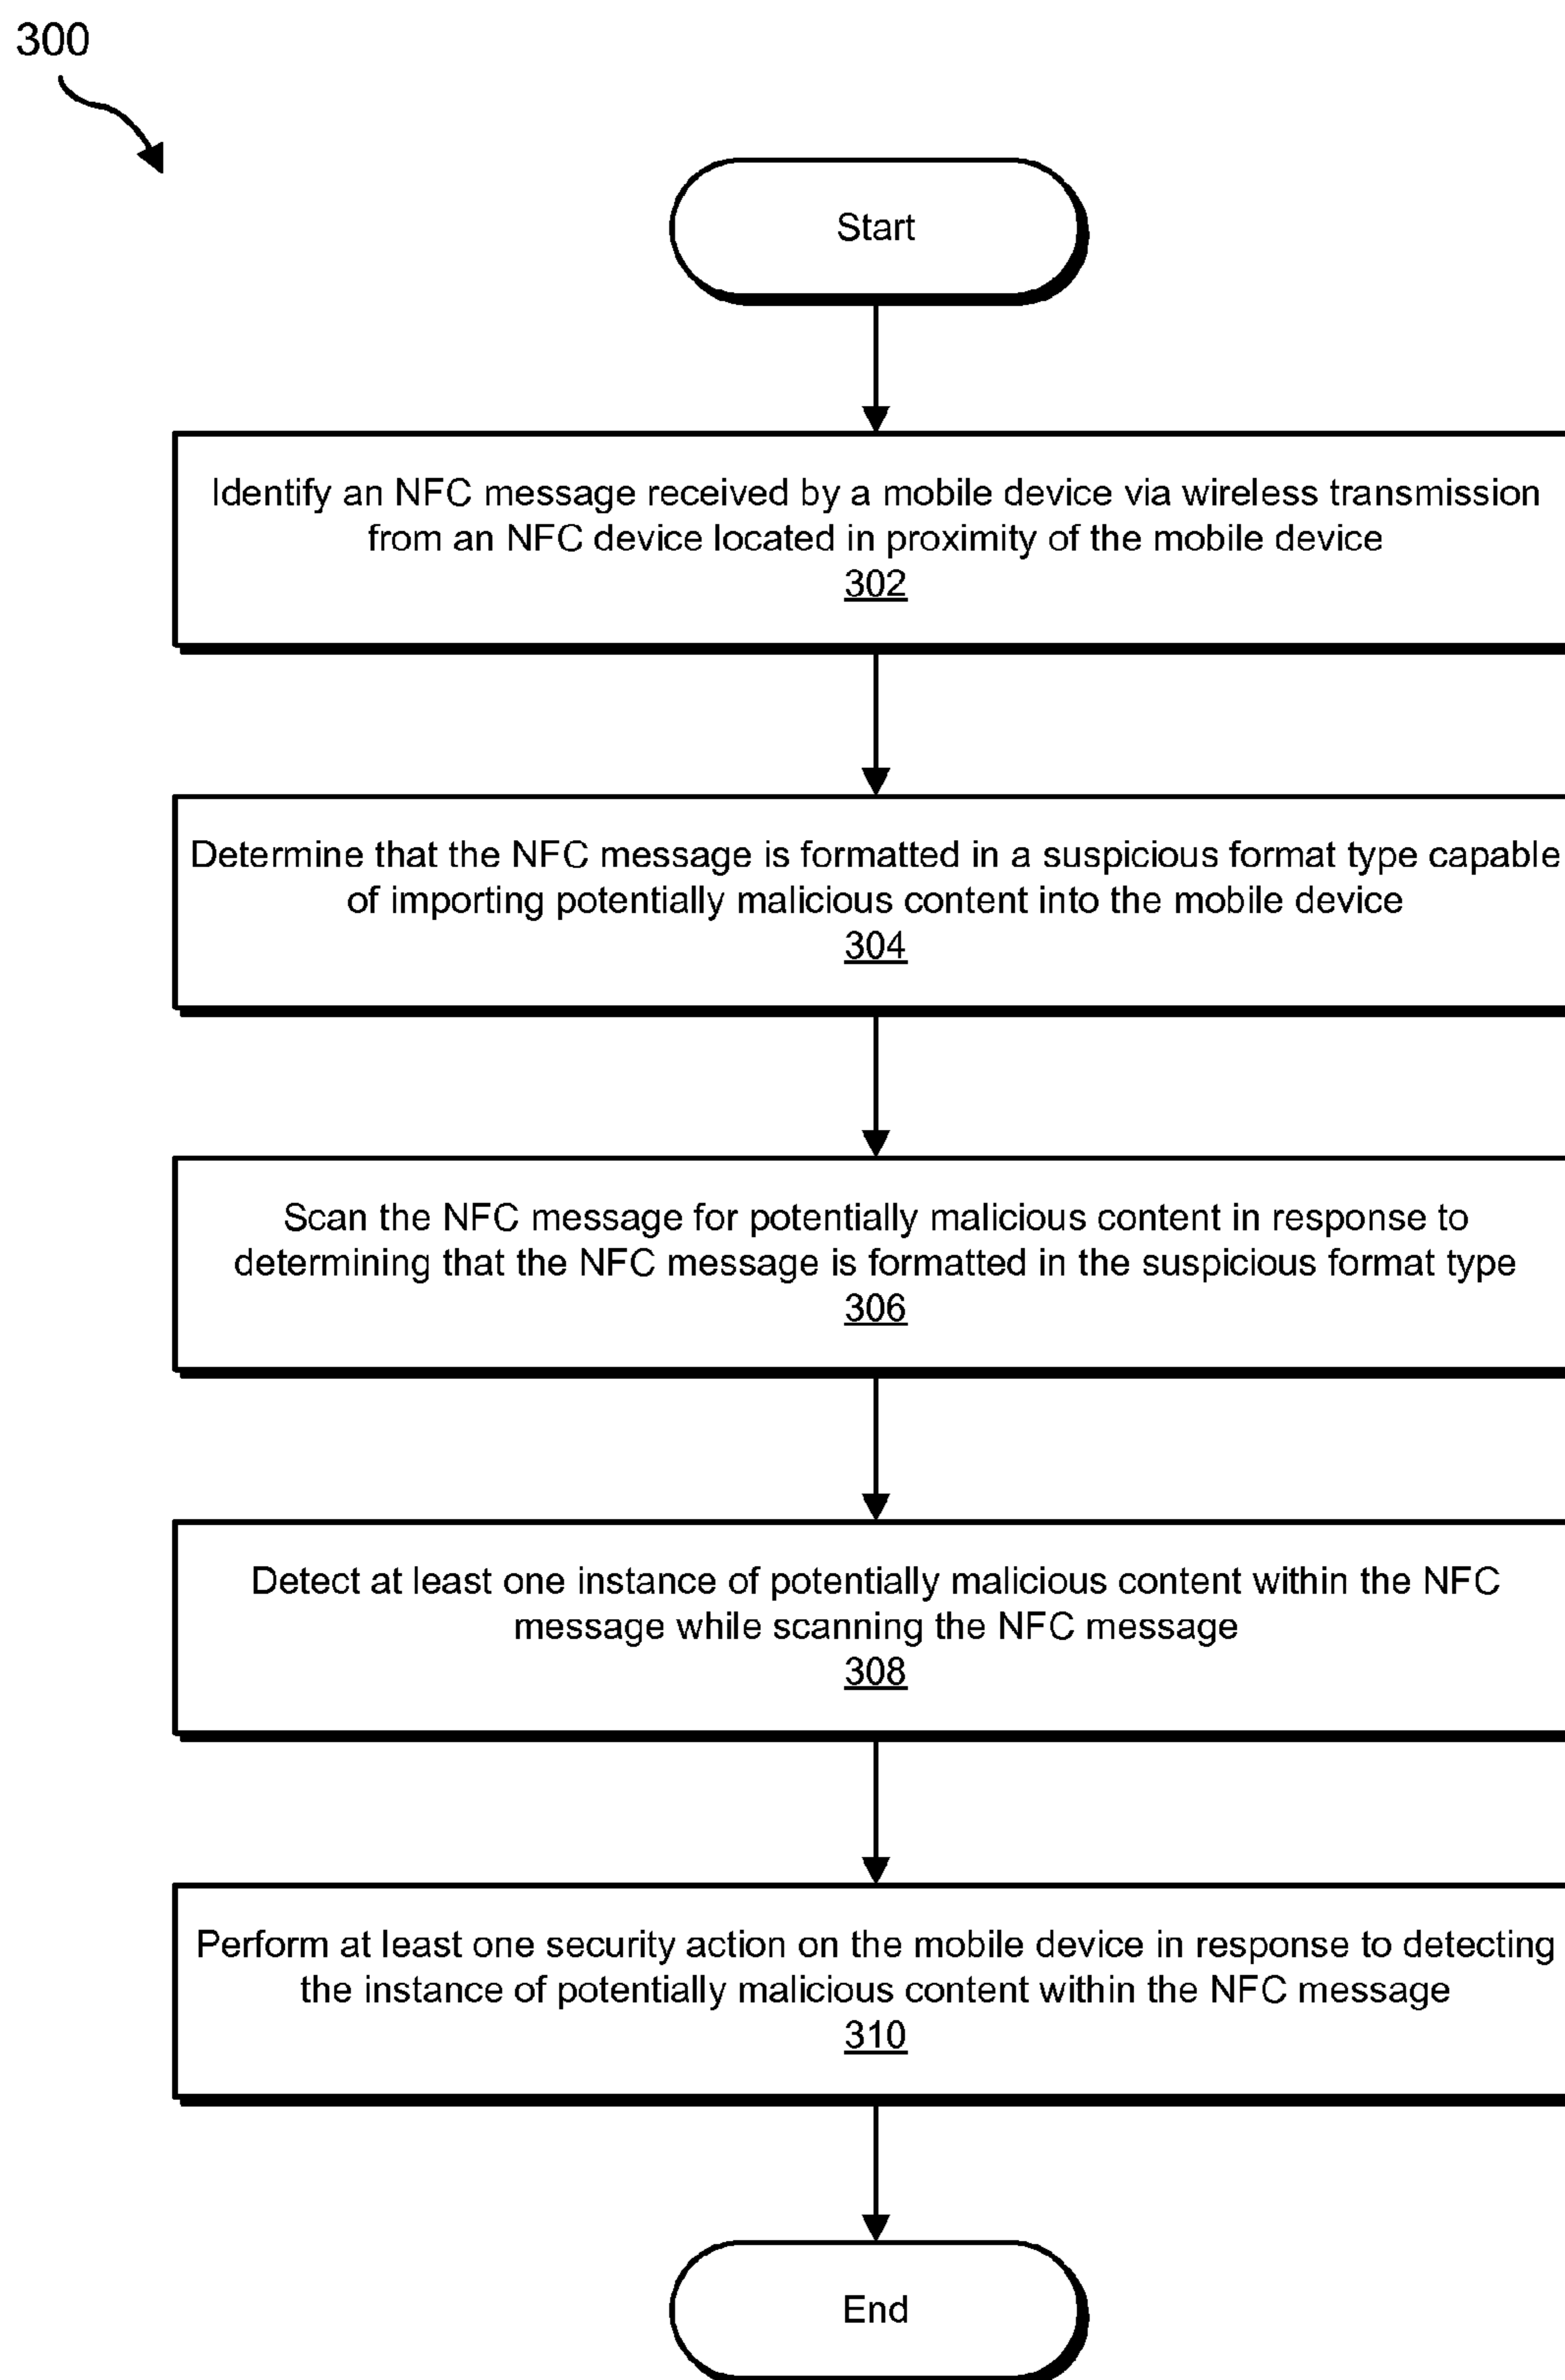 300
Start
Identify an NFC message received by a mobile device via wireless transmission
from an NFC device located in proximity of the mobile device
302
Determine that the NFC message is formatted in a suspicious format type capable
of importing potentially malicious content into the mobile device
304
Scan the NFC message for potentially malicious content in response to
determining that the NFC message is formatted in the suspicious format type
306
Detect at least one instance of potentially malicious content within the NFC
message while scanning the NFC message
308
Perform at least one security action on the mobile device in response to detecting
the instance of potentially malicious content within the NFC message
310
End